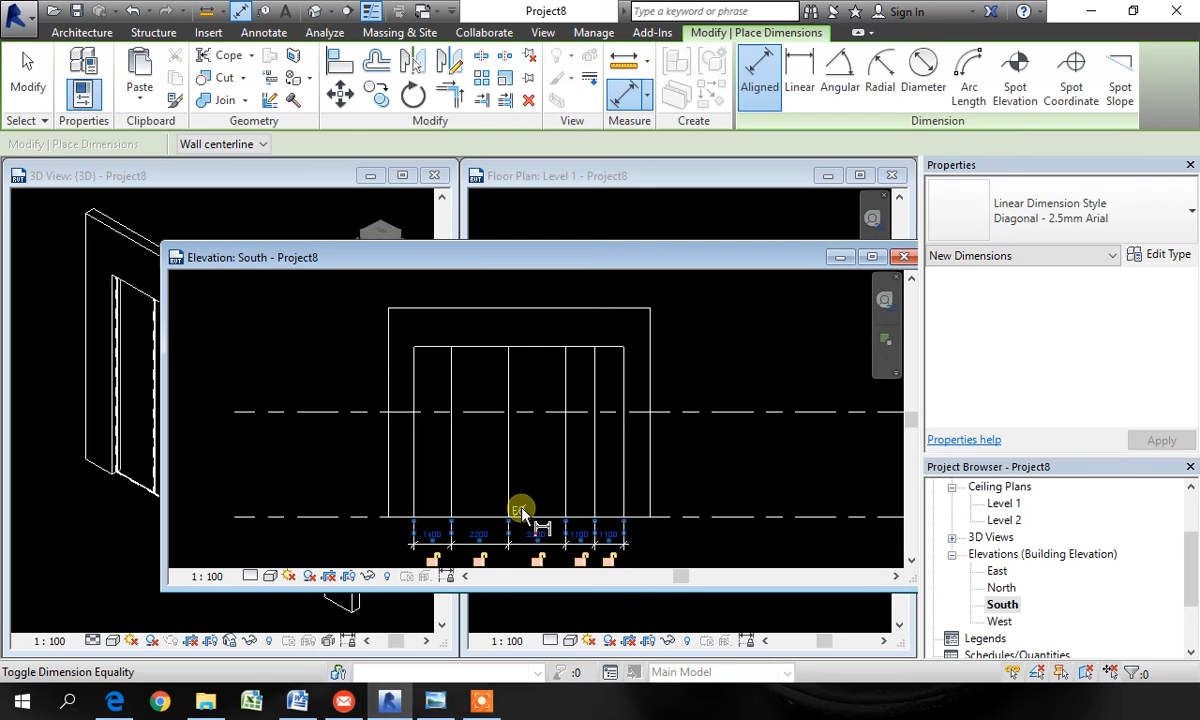 Project8
Type a keyword or phrase
Sign In
Architecture Structure Insert Annotate Analyze Massing & Site Collaborate View Manage Add-Ins Modify | Place Dimensions
Modify
Paste
Cope
Cut
Join
Aligned Linear Angular Radial Diameter Arc Length Spot Elevation Spot Coordinate Spot Slope
Select Properties Clipboard Geometry Modify View Measure Create Dimension
Modify | Place Dimensions
Wall centerline
3D View: {3D} - Project8
Floor Plan: Level 1 - Project8
Elevation: South - Project8
1400 2200 1100 1100
1 : 100
1 : 100
1 : 100
Properties
Linear Dimension Style
Diagonal - 2.5mm Arial
New Dimensions
Edit Type
Properties help
Apply
Project Browser - Project8
Ceiling Plans
Level 1
Level 2
3D Views
Elevations (Building Elevation)
East
North
South
West
Legends
Schedules/Quantities
Toggle Dimension Equality
:0
Main Model
:0